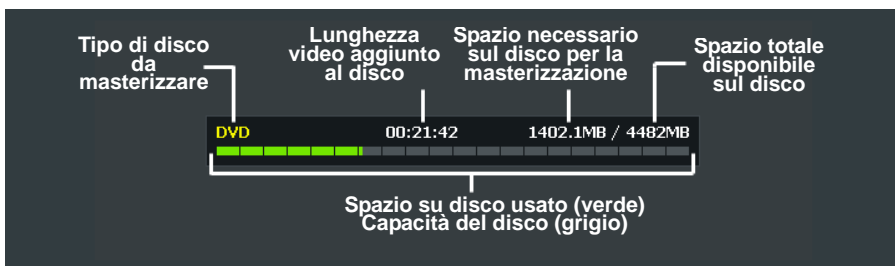 Tipo di disco
da
masterizzare
Lunghezza
video aggiunto
al disco
Spazio necessario
sul disco per la
masterizzazione
Spazio totale
disponibile
sul disco
DVD 00:21:42 1402.1MB / 4482MB
Spazio su disco usato (verde)
Capacità del disco (grigio)